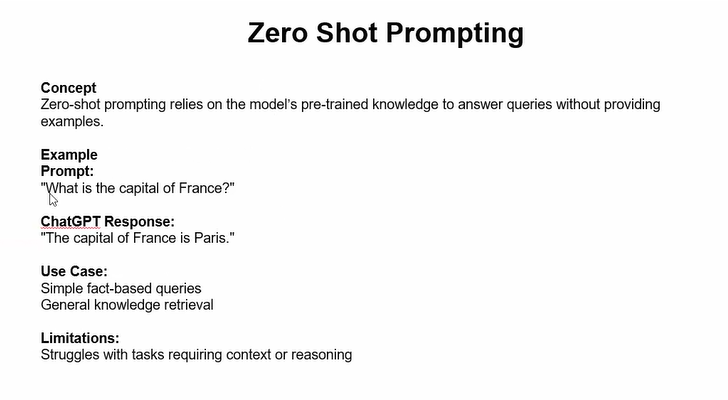 Zero Shot Prompting
Concept
Zero-shot prompting relies on the model's pre-trained knowledge to answer queries without providing
examples.
Example
Prompt:
"What is the capital of France?"
ChatGPT Response:
"The capital of France is Paris."
Use Case:
Simple fact-based queries
General knowledge retrieval
Limitations:
Struggles with tasks requiring context or reasoning